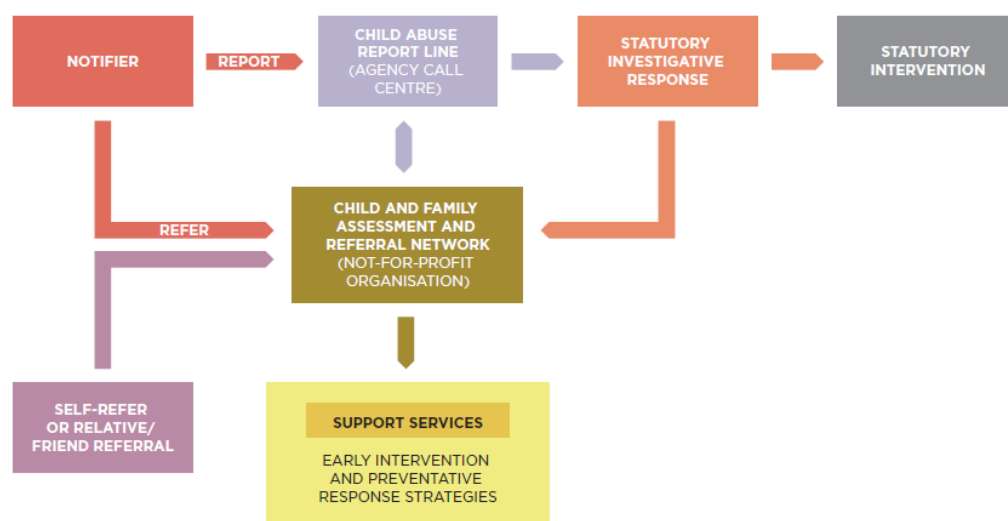 NOTIFIER
REPORT
CHILD ABUSE
REPORT LINE
(AGENCY CALL
CENTRE)
STATUTORY
INVESTIGATIVE
RESPONSE
STATUTORY
INTERVENTION
REFER
CHILD AND FAMILY
ASSESSMENT AND
REFERRAL NETWORK
(NOT-FOR-PROFIT
ORGANISATION)
SELF-REFER
OR RELATIVE/
FRIEND REFERRAL
SUPPORT SERVICES
EARLY INTERVENTION
AND PREVENTATIVE
RESPONSE STRATEGIES